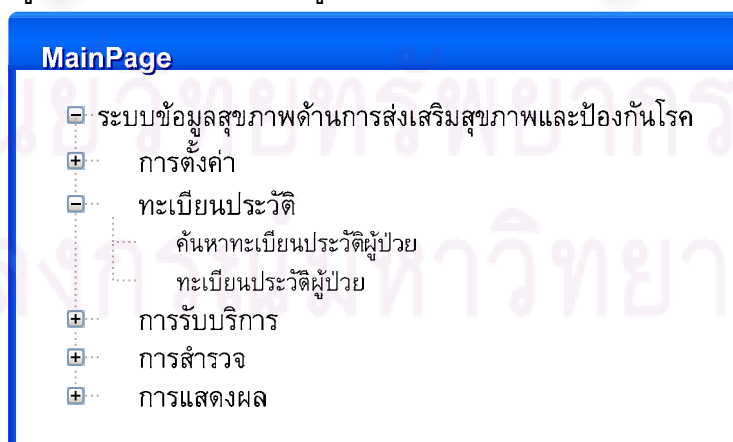 MainPage
ระบบข้อมูลสุขภาพด้านการส่งเสริมสุขภาพและป้องกันโรค
การตั้งค่า
ทะเบียนประวัติ
ค้นหาทะเบียนประวัติผู้ป่วย
ทะเบียนประวัติผู้ป่วย
การรับบริการ
การสำรวจ
การแสดงผล